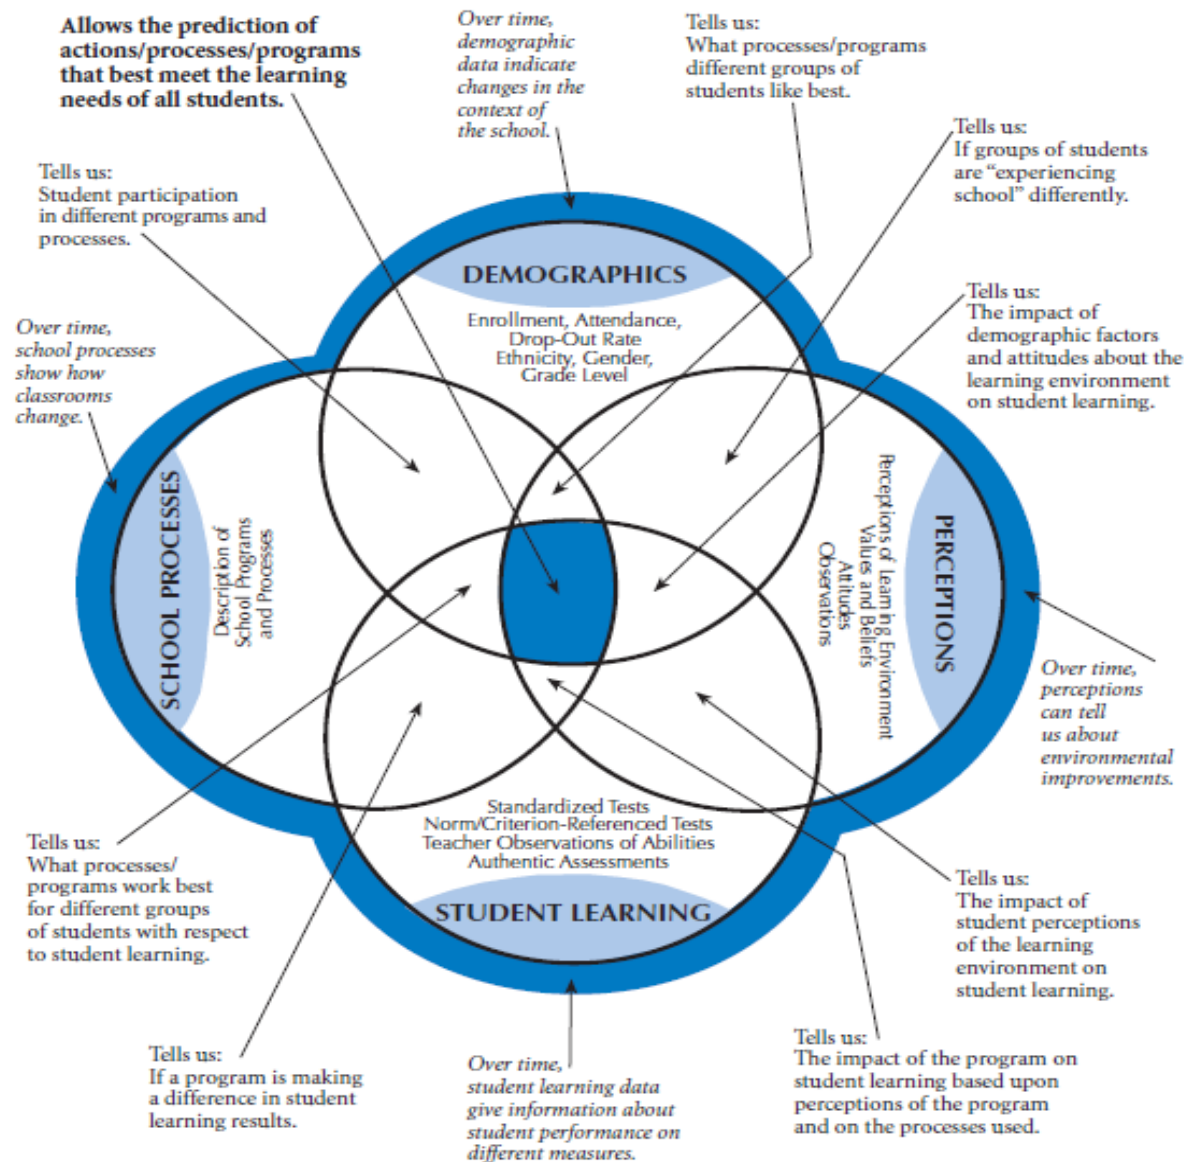 Allows the prediction of
actions/processes/programs
that best meet the learning
needs of all students.
Over time,
demographic
data indicate
changes in the
context of
the school.
Tells us:
What processes/programs
different groups of
students like best.
Tells us:
If groups of students
are “experiencing
school” differently.
Tells us:
Student participation
in different programs and
processes.
Tells us:
The impact of
demographic factors
and attitudes about the
learning environment
on student learning.
Over time,
school processes
show how
classrooms
change.
DEMOGRAPHICS
Enrollment, Attendance,
Drop-Out Rate
Ethnicity, Gender,
Grade Level
SCHOOL PROCESSES
Description of
School Programs
and Processes
PERCEPTIONS
Perceptions of Learning Environment
Values and Beliefs
Attitudes
Observations
Over time,
perceptions
can tell
us about
environmental
improvements.
Standardized Tests
Norm/Criterion-Referenced Tests
Teacher Observations of Abilities
Authentic Assessments
STUDENT LEARNING
Tells us:
What processes/
programs work best
for different groups
of students with respect
to student learning.
Tells us:
The impact of
student perceptions
of the learning
environment on
student learning.
Tells us:
If a program is making
a difference in student
learning results.
Over time,
student learning data
give information about
student performance on
different measures.
Tells us:
The impact of the program on
student learning based upon
perceptions of the program
and on the processes used.